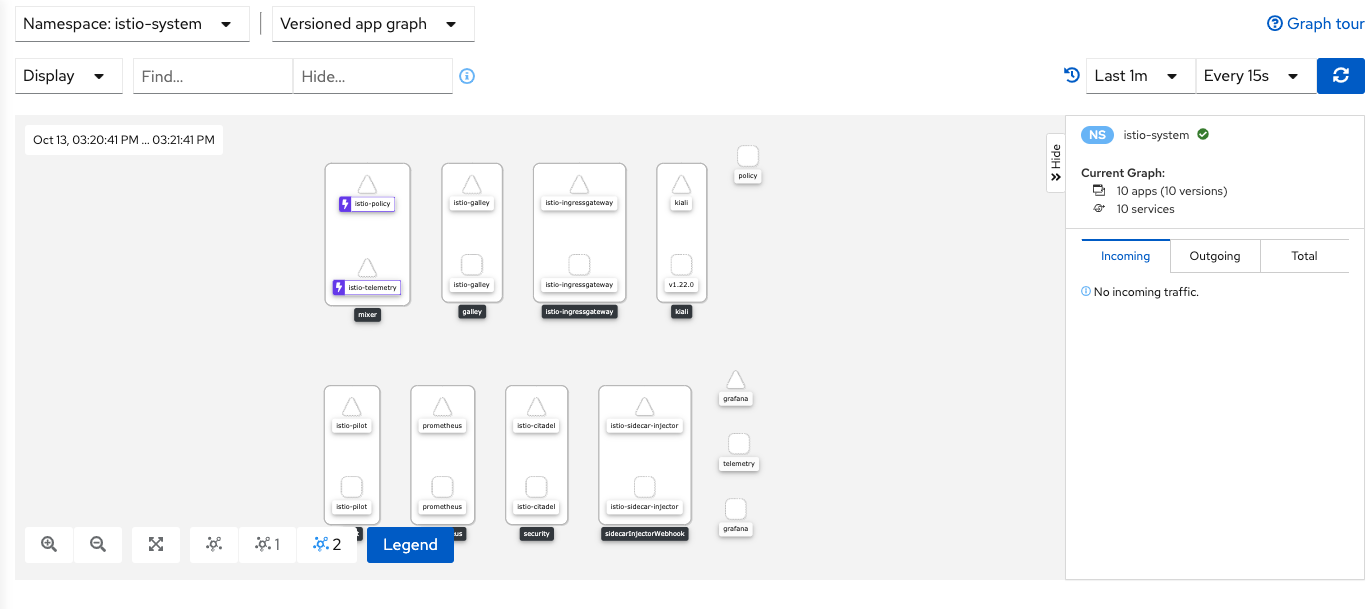 Namespace: istio-system
Versioned app graph
Graph tour
Display
Find...
Hide...
Last 1m
Every 15s
Oct 13, 03:20:41 PM ... 03:21:41 PM
Hide
NS istio-system
Current Graph:
10 apps (10 versions)
10 services
Incoming
Outgoing
Total
No incoming traffic.
policy
istio-policy
istio-galley
istio-ingressgateway
kiali
istio-telemetry
istio-galley
istio-ingressgateway
v1.22.0
mixer
galley
istio-ingressgateway
kiali
grafana
istio-pilot
prometheus
istio-citadel
istio-sidecar-injector
telemetry
istio-pilot
prometheus
istio-citadel
istio-sidecar-injector
grafana
security
sidecarInjectorWebhook
1
2
Legend